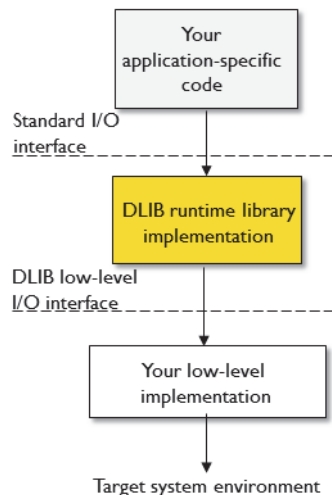 Your
application-specific
code
Standard I/O
interface
DLIB runtime library
implementation
DLIB low-level
I/O interface
Your low-level
implementation
Target system environment